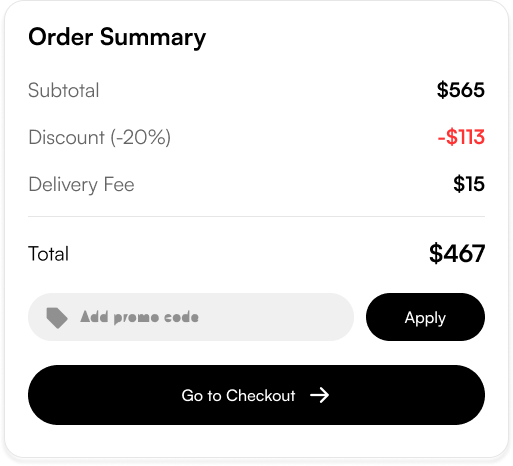 Order Summary
Subtotal $565
Discount (-20%) -$113
Delivery Fee $15
Total $467
Add promo code Apply
Go to Checkout →